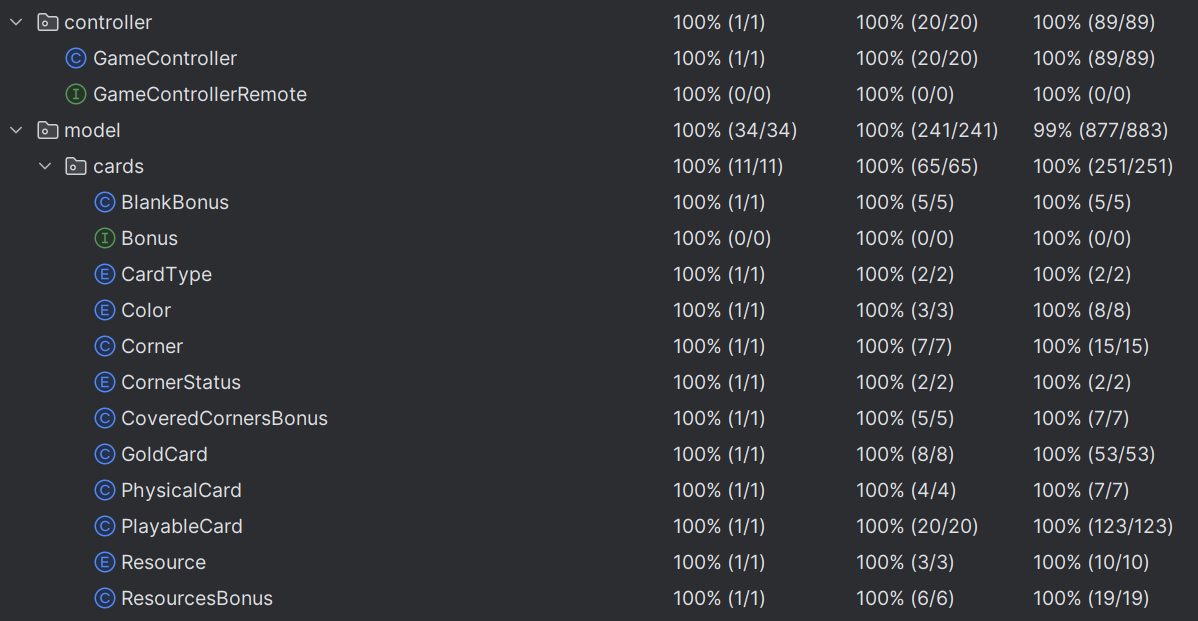 controller 100% (1/1) 100% (20/20) 100% (89/89)
C GameController 100% (1/1) 100% (20/20) 100% (89/89)
I GameControllerRemote 100% (0/0) 100% (0/0) 100% (0/0)
model 100% (34/34) 100% (241/241) 99% (877/883)
cards 100% (11/11) 100% (65/65) 100% (251/251)
C BlankBonus 100% (1/1) 100% (5/5) 100% (5/5)
I Bonus 100% (0/0) 100% (0/0) 100% (0/0)
E CardType 100% (1/1) 100% (2/2) 100% (2/2)
E Color 100% (1/1) 100% (3/3) 100% (8/8)
C Corner 100% (1/1) 100% (7/7) 100% (15/15)
E CornerStatus 100% (1/1) 100% (2/2) 100% (2/2)
C CoveredCornersBonus 100% (1/1) 100% (5/5) 100% (7/7)
C GoldCard 100% (1/1) 100% (8/8) 100% (53/53)
C PhysicalCard 100% (1/1) 100% (4/4) 100% (7/7)
C PlayableCard 100% (1/1) 100% (20/20) 100% (123/123)
E Resource 100% (1/1) 100% (3/3) 100% (10/10)
C ResourcesBonus 100% (1/1) 100% (6/6) 100% (19/19)